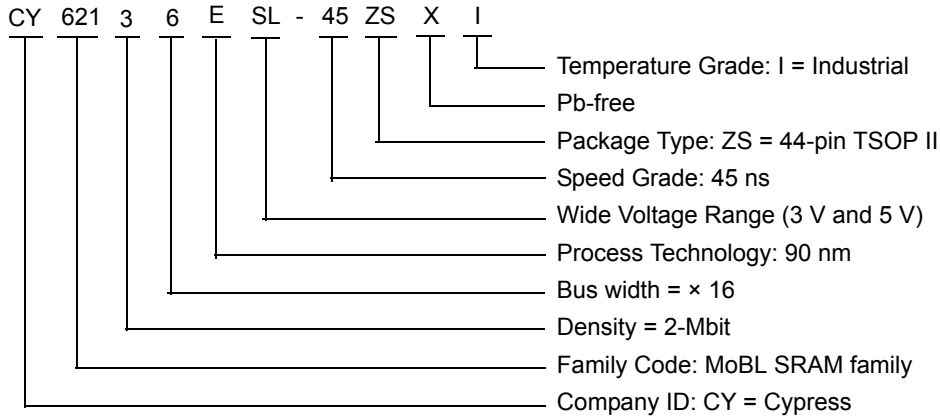 CY 621 3 6 E SL - 45 ZS X I
Temperature Grade: I = Industrial
Pb-free
Package Type: ZS = 44-pin TSOP II
Speed Grade: 45 ns
Wide Voltage Range (3 V and 5 V)
Process Technology: 90 nm
Bus width = × 16
Density = 2-Mbit
Family Code: MoBL SRAM family
Company ID: CY = Cypress